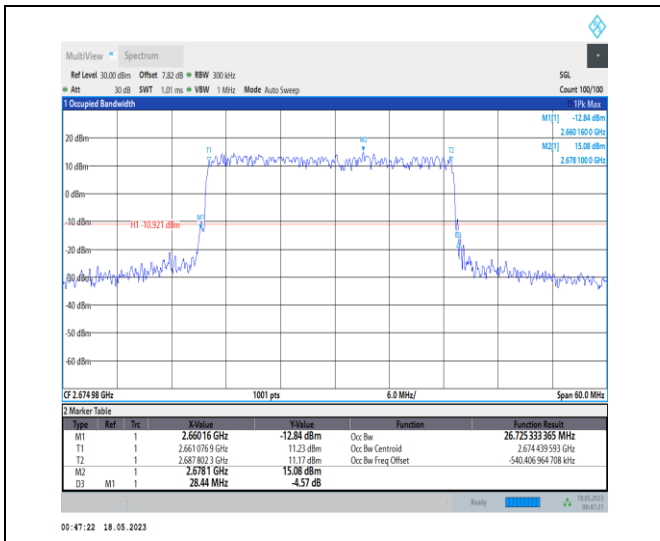 MultiView Spectrum
Ref Level 30.00 dBm Offset 7.82 dB RBW 300 kHz SGL
Att 30 dB SWT 1.01 ms VBW 1 MHz Mode Auto Sweep Count 100/100
1 Occupied Bandwidth 1Pk Max
M1[1] -12.84 dBm
2.660 160 0 GHz
M2[1] 15.08 dBm
2.678 100 0 GHz
20 dBm
T1
M2
T2
10 dBm
0 dBm
-10 dBm
H1 -10.921 dBm
M1
D3
-20 dBm
-30 dBm
-40 dBm
-50 dBm
-60 dBm
CF 2.674 98 GHz 1001 pts 6.0 MHz/ Span 60.0 MHz
2 Marker Table
Type Ref Trc X-Value Y-Value Function Function Result
M1 1 2.66016 GHz -12.84 dBm Occ Bw 26.725 333 365 MHz
T1 1 2.661 076 9 GHz 11.23 dBm Occ Bw Centroid 2.674 439 593 GHz
T2 1 2.687 802 3 GHz 11.17 dBm Occ Bw Freq Offset -540.406 964 708 kHz
M2 1 2.6781 GHz 15.08 dBm
D3 M1 1 28.44 MHz -4.57 dB
Ready 18.05.2023
00:47:21
00:47:22 18.05.2023